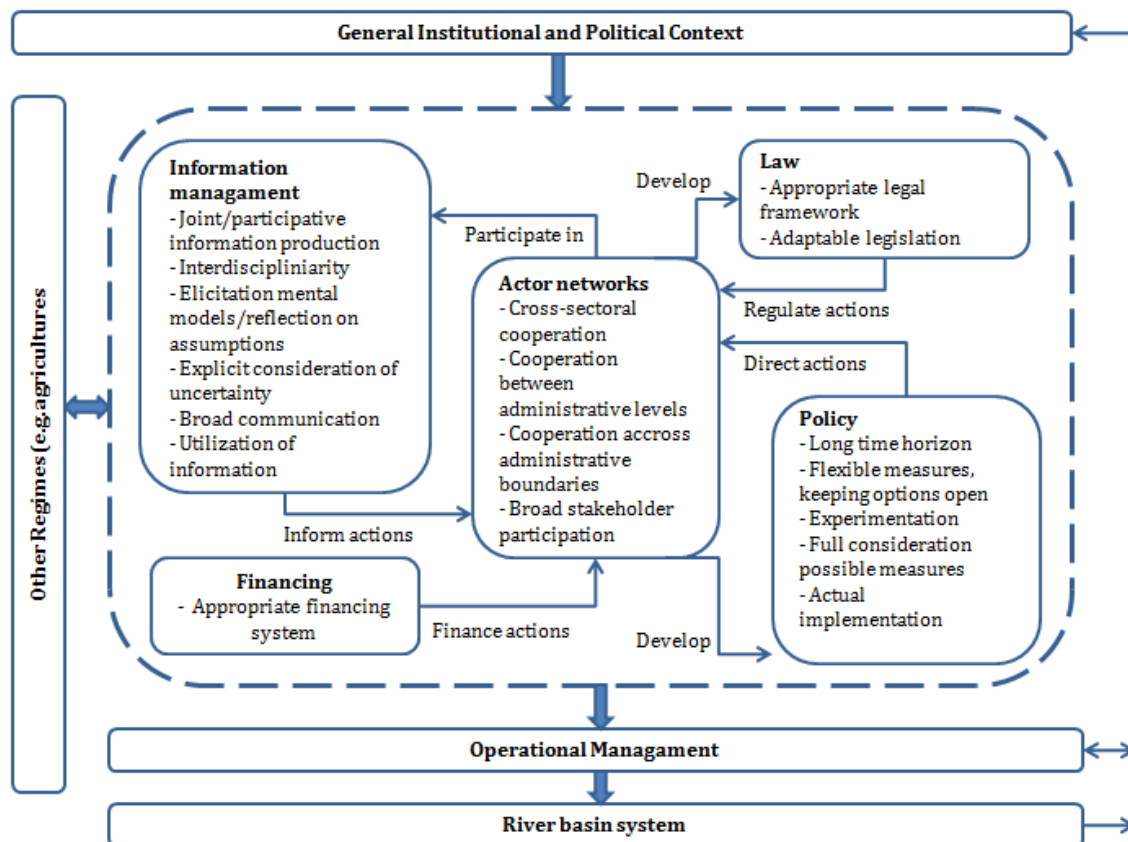 General Institutional and Political Context
Other Regimes (e.g.agricultures
Information
managament
- Joint/participative
information production
- Interdiscipliniarity
- Elicitation mental
models/reflection on
assumptions
- Explicit consideration of
uncertainty
- Broad communication
- Utilization of
information
Participate in
Inform actions
Financing
- Appropriate financing
system
Finance actions
Actor networks
- Cross-sectoral
cooperation
- Cooperation
between
administrative levels
- Cooperation accross
administrative
boundaries
- Broad stakeholder
participation
Develop
Law
- Appropriate legal
framework
- Adaptable legislation
Regulate actions
Direct actions
Policy
- Long time horizon
- Flexible measures,
keeping options open
- Experimentation
- Full consideration
possible measures
- Actual
implementation
Develop
Operational Managament
River basin system